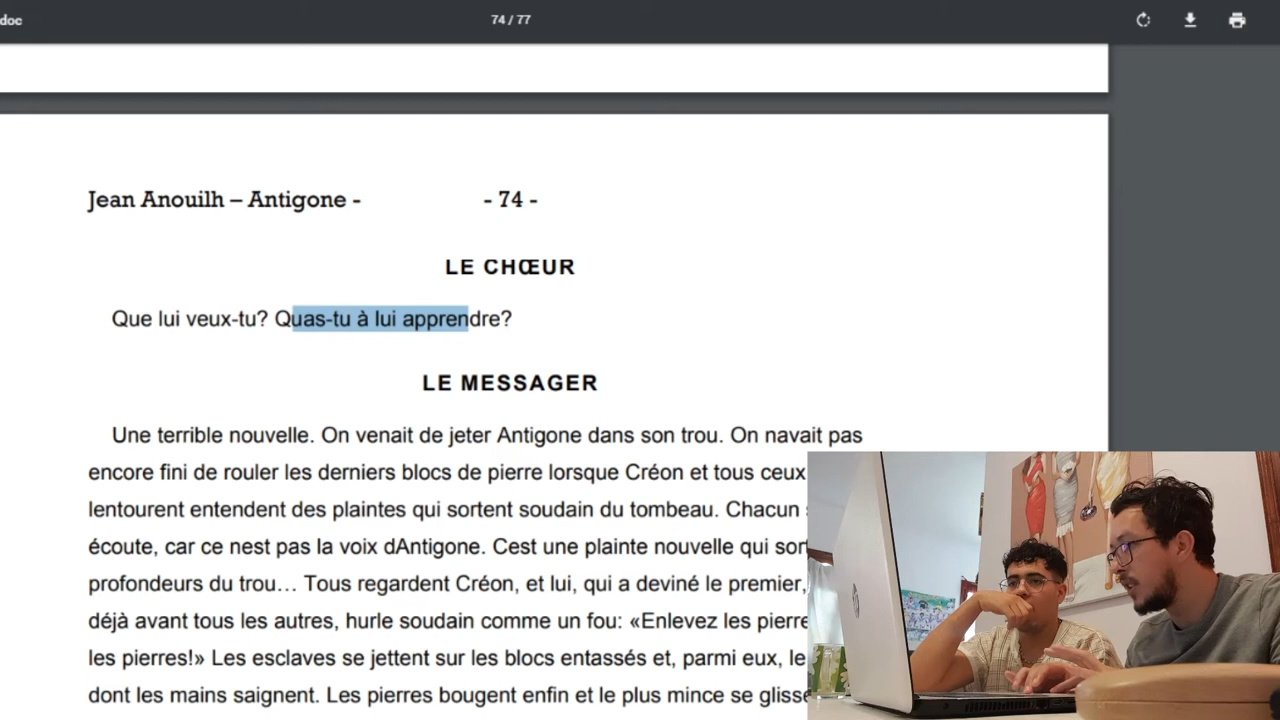 doc
74 / 77
Jean Anouilh – Antigone - - 74 -
LE CHŒUR
Que lui veux-tu? Quas-tu à lui apprendre?
LE MESSAGER
Une terrible nouvelle. On venait de jeter Antigone dans son trou. On navait pas
encore fini de rouler les derniers blocs de pierre lorsque Créon et tous ceux
lentourent entendent des plaintes qui sortent soudain du tombeau. Chacun
écoute, car ce nest pas la voix dAntigone. Cest une plainte nouvelle qui
profondeurs du trou… Tous regardent Créon, et lui, qui a deviné le premier,
déjà avant tous les autres, hurle soudain comme un fou: «Enlevez les
les pierres!» Les esclaves se jettent sur les blocs entassés et, parmi eux,
dont les mains saignent. Les pierres bougent enfin et le plus mince se